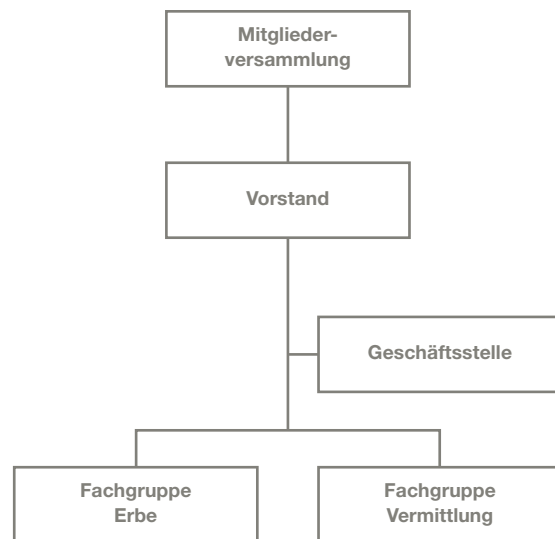 Mitglieder-
versammlung
Vorstand
Geschäftsstelle
Fachgruppe
Erbe
Fachgruppe
Vermittlung